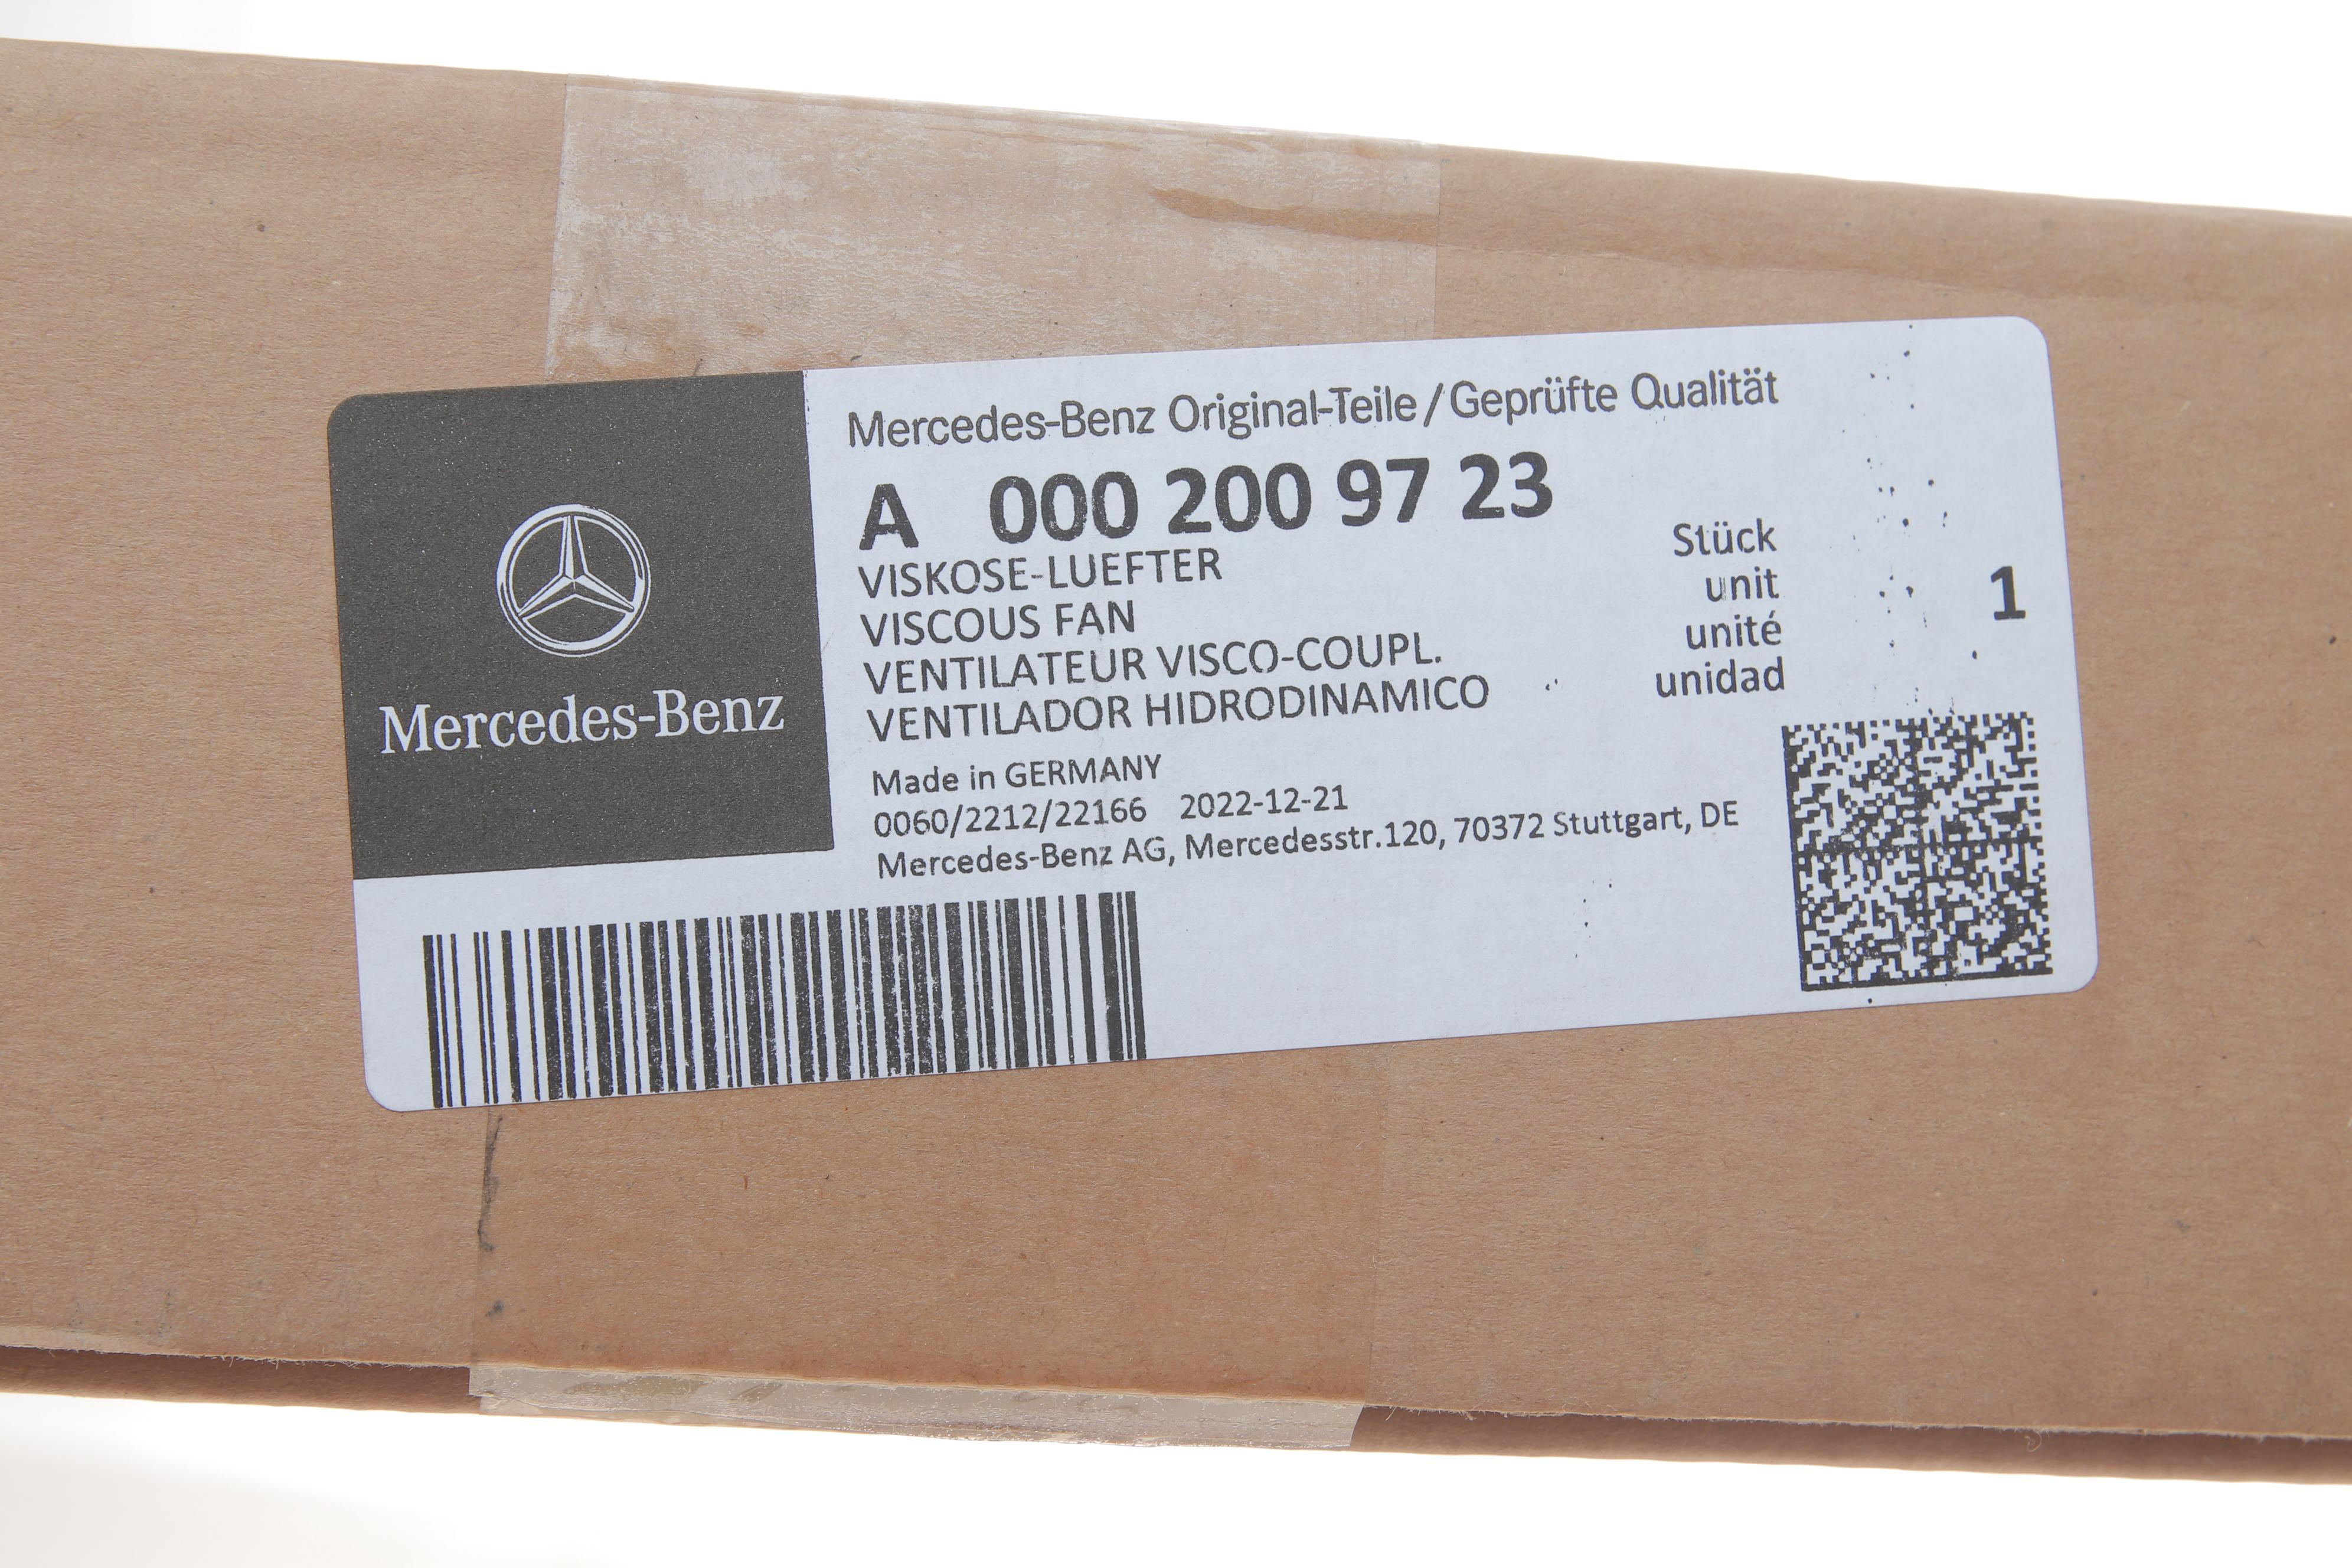 Mercedes-Benz Original-Teile/Geprüfte Qualität
A 000 200 97 23
VISKOSE-LUEFTER
VISCOUS FAN
VENTILATEUR VISCO-COUPL.
VENTILADOR HIDRODINAMICO
Stück
unit
unité
unidad
1
Mercedes-Benz
Made in GERMANY
0060/2212/22166 2022-12-21
Mercedes-Benz AG, Mercedesstr.120, 70372 Stuttgart, DE